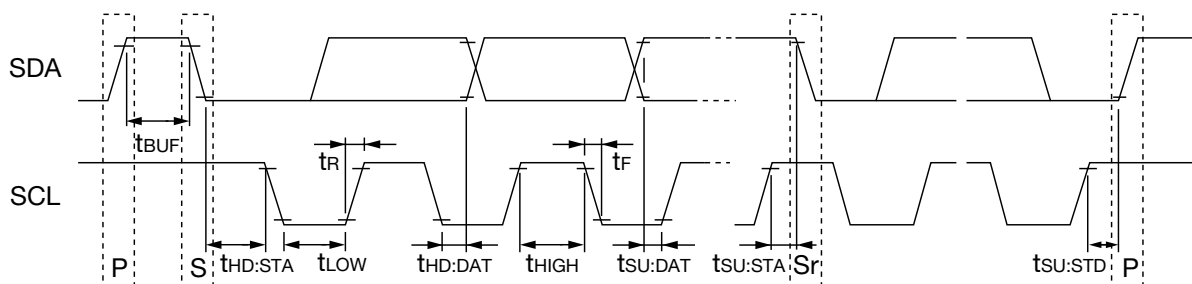 SDA
tBUF
tR
tF
SCL
P
S
tHD:STA
tLOW
tHD:DAT
tHIGH
tSU:DAT
tSU:STA
Sr
tSU:STD
P